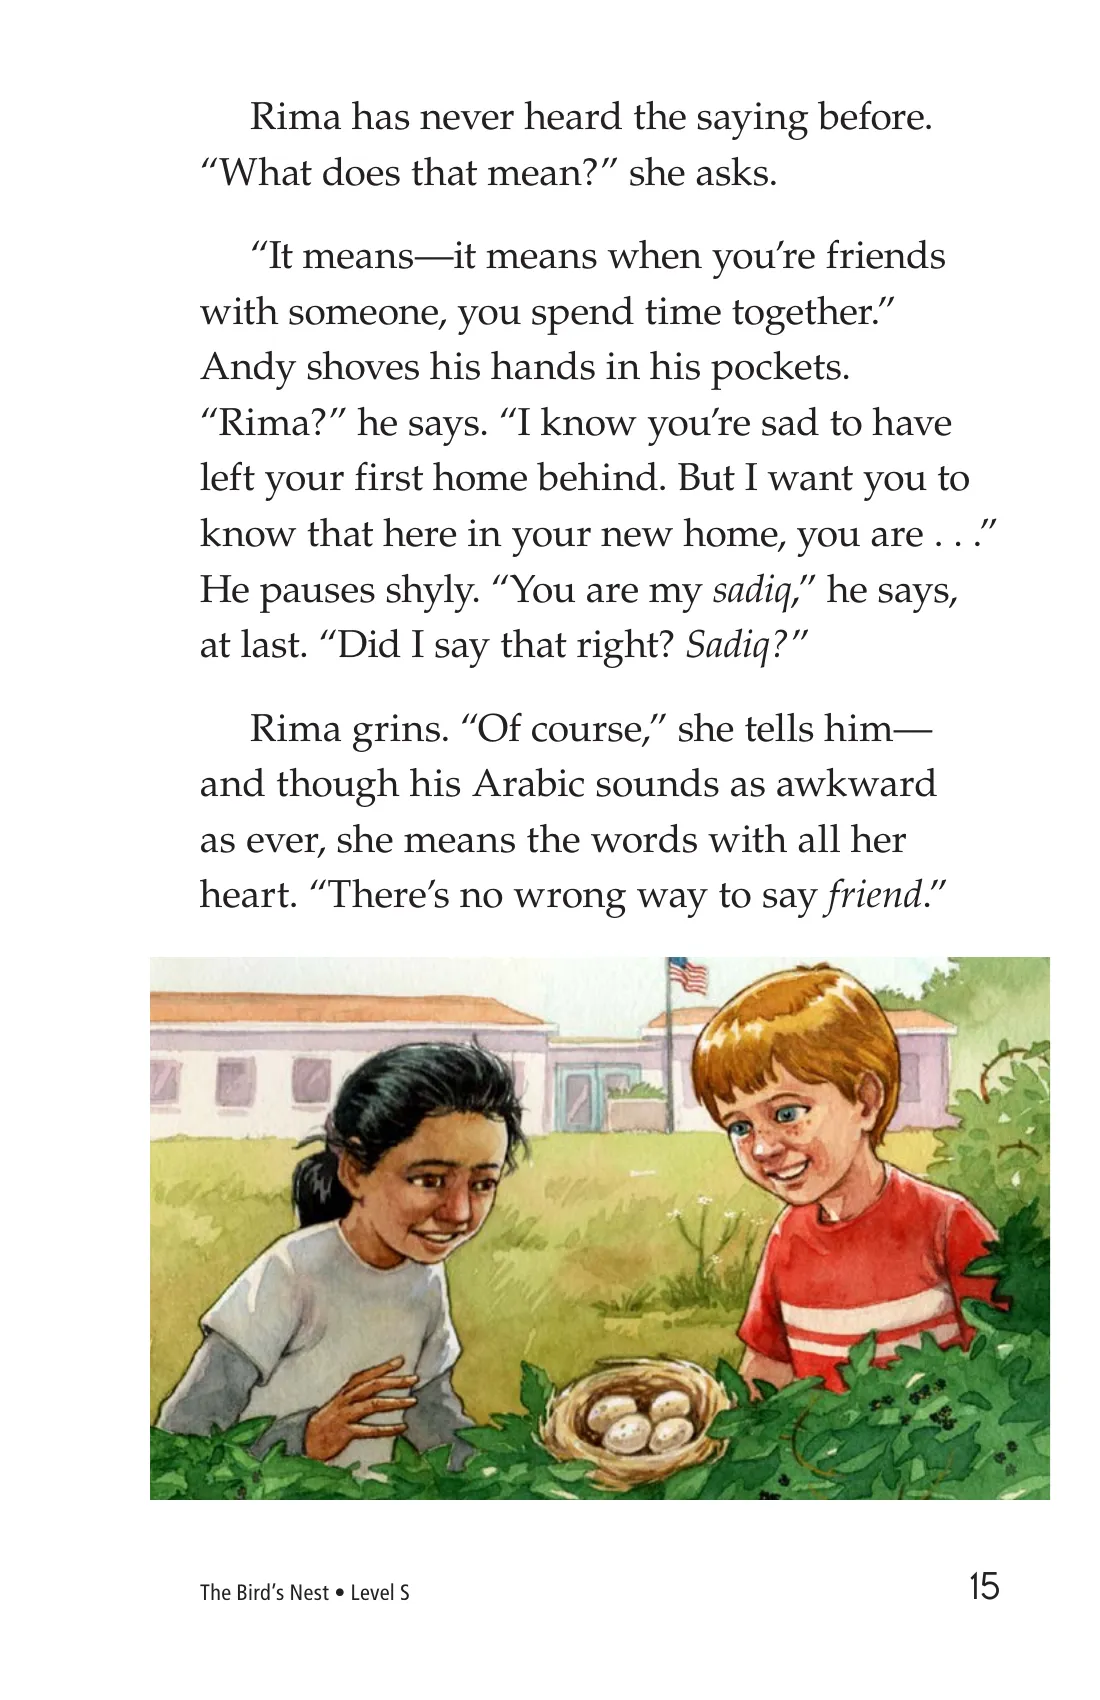 Rima has never heard the saying before.
“What does that mean?” she asks.
“It means—it means when you’re friends
with someone, you spend time together.”
Andy shoves his hands in his pockets.
“Rima?” he says. “I know you’re sad to have
left your first home behind. But I want you to
know that here in your new home, you are . . .”
He pauses shyly. “You are my sadiq,” he says,
at last. “Did I say that right? Sadiq?”
Rima grins. “Of course,” she tells him—
and though his Arabic sounds as awkward
as ever, she means the words with all her
heart. “There’s no wrong way to say friend.”
The Bird’s Nest • Level S
15